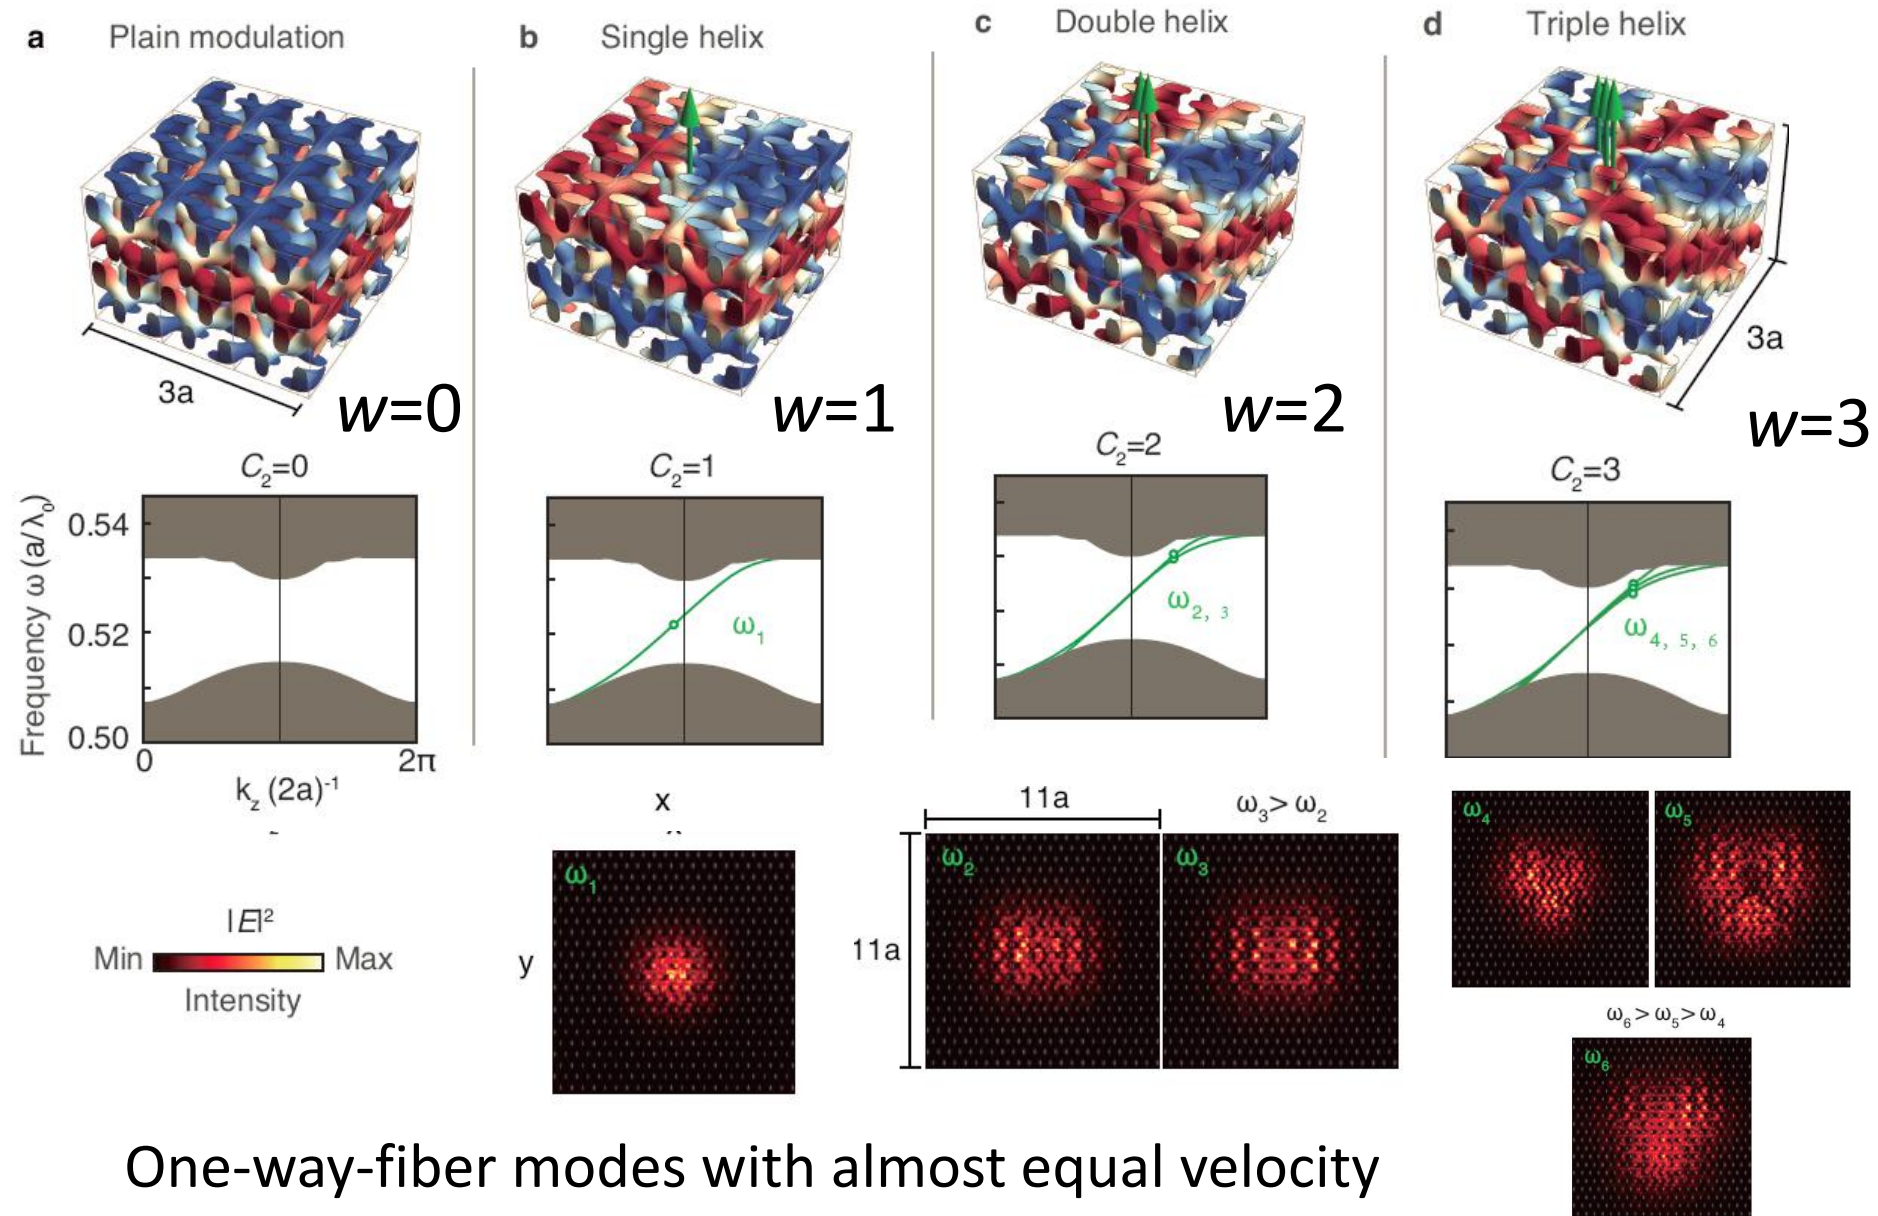 a Plain modulation
b Single helix
c Double helix
d Triple helix
3a
3a
w=0
w=1
w=2
w=3
C₂=0
C₂=1
C₂=2
C₂=3
Frequency ω (a/λ₀)
0.54
0.52
0.50
0
2π
k_z (2a)⁻¹
ω₁
ω₂, ₃
ω₄, ₅, ₆
x
y
ω₁
11a
11a
ω₃> ω₂
ω₂
ω₃
ω₄
ω₅
ω₆> ω₅> ω₄
ω₆
|E|²
Min
Max
Intensity
One-way-fiber modes with almost equal velocity